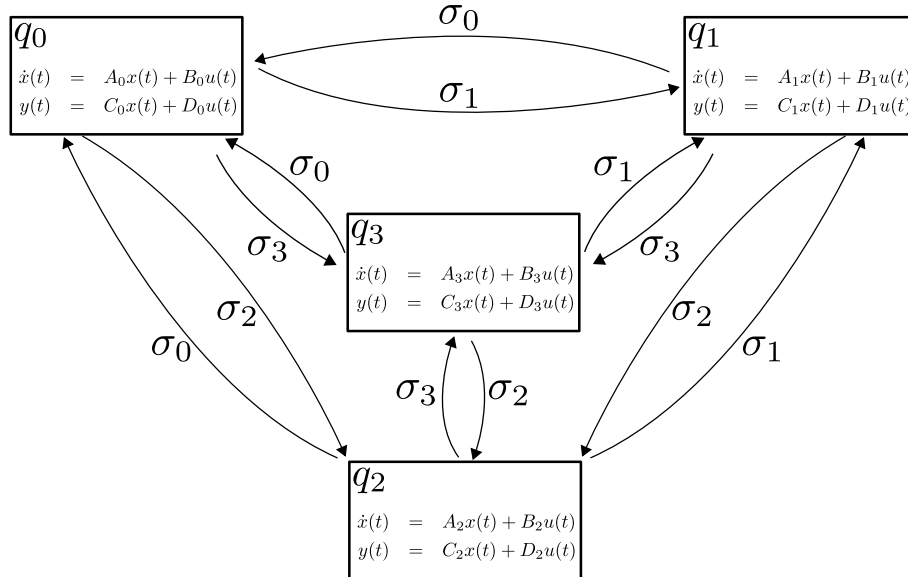 σ₀
q₀
q₁
ẋ(t) = A₀x(t) + B₀u(t)
y(t) = C₀x(t) + D₀u(t)
σ₁
ẋ(t) = A₁x(t) + B₁u(t)
y(t) = C₁x(t) + D₁u(t)
σ₀
σ₁
σ₃
q₃
σ₃
ẋ(t) = A₃x(t) + B₃u(t)
y(t) = C₃x(t) + D₃u(t)
σ₂
σ₂
σ₀
σ₁
σ₃
σ₂
q₂
ẋ(t) = A₂x(t) + B₂u(t)
y(t) = C₂x(t) + D₂u(t)